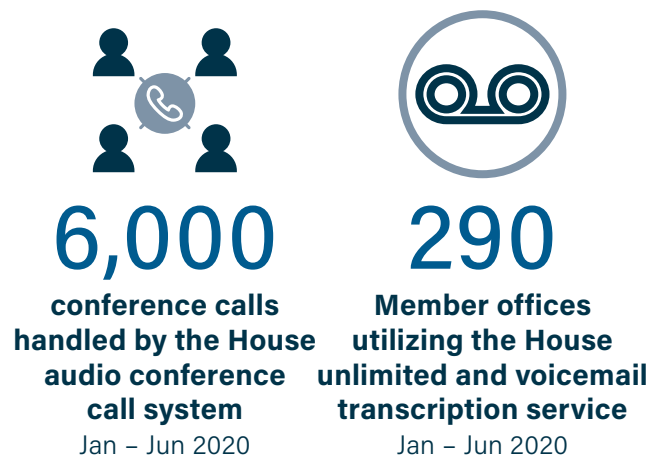 6,000
conference calls
handled by the House
audio conference
call system
Jan – Jun 2020
290
Member offices
utilizing the House
unlimited and voicemail
transcription service
Jan – Jun 2020